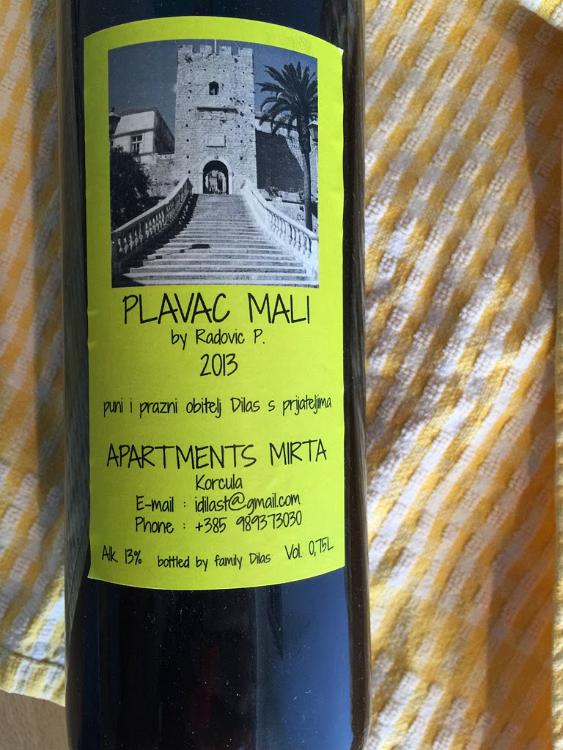 PLAVAC MALI
by Radovic P.
2013
puni i prazni obitelj Dilas s prijateljima
APARTMENTS MIRTA
Korcula
E-mail : idilast@gmail.com
Phone : +385 989373030
Alk. 13% bottled by family Dilas Vol. 0,75L